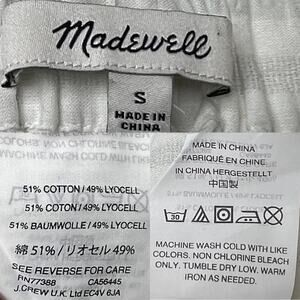 Madewell
S
MADE IN
CHINA
51% COTTON / 49% LYOCELL
51% COTON / 49% LYOCELL
51% BAUMWOLLE / 49% LYOCELL
綿 51% / リオセル 49%
SEE REVERSE FOR CARE
RN77388 CA56445
J.CREW U.K. Ltd EC4V 6JA
MADE IN CHINA
FABRIQUÉ EN CHINE
IN CHINA HERGESTELLT
中国製
30
MACHINE WASH COLD WITH LIKE
COLORS. NON CHLORINE BLEACH
ONLY. TUMBLE DRY LOW. WARM
IRON IF NEEDED.